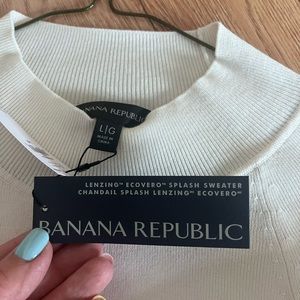 BANANA REPUBLIC
L|G
MADE IN
CHINA
LENZING™ ECOVERO™ SPLASH SWEATER
CHANDAIL SPLASH LENZING™ ECOVERO™
BANANA REPUBLIC